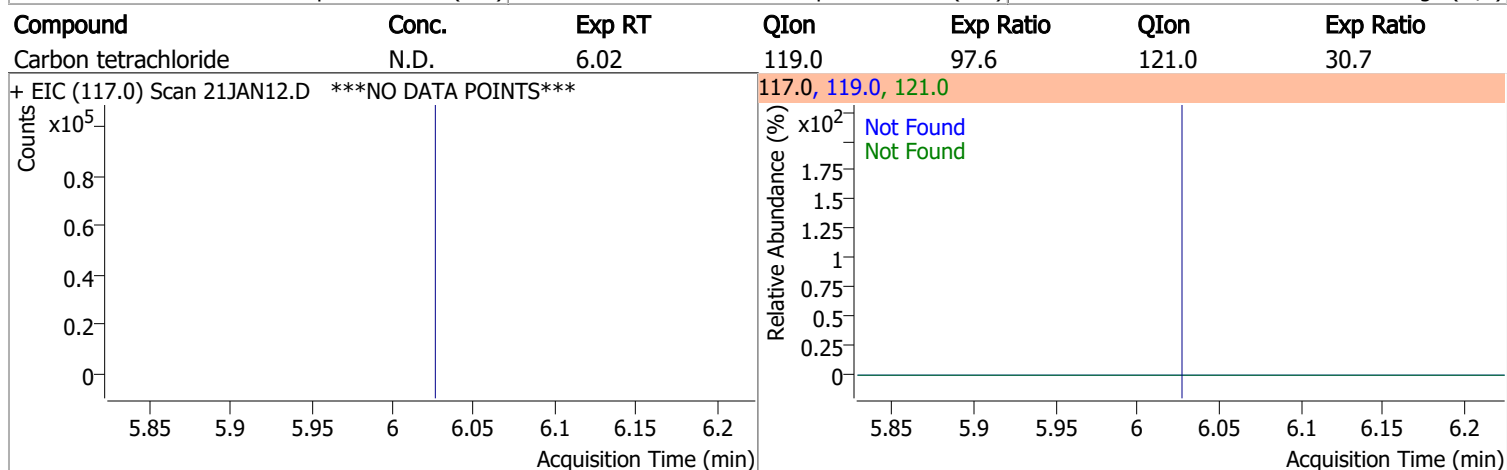 Compound Conc. Exp RT QIon Exp Ratio QIon Exp Ratio
Carbon tetrachloride N.D. 6.02 119.0 97.6 121.0 30.7
+ EIC (117.0) Scan 21JAN12.D ***NO DATA POINTS***
Counts
x10^5
0.8
0.6
0.4
0.2
0
5.85 5.9 5.95 6 6.05 6.1 6.15 6.2
Acquisition Time (min)
117.0, 119.0, 121.0
Relative Abundance (%)
x10^2
Not Found
Not Found
1.75
1.5
1.25
1
0.75
0.5
0.25
0
5.85 5.9 5.95 6 6.05 6.1 6.15 6.2
Acquisition Time (min)